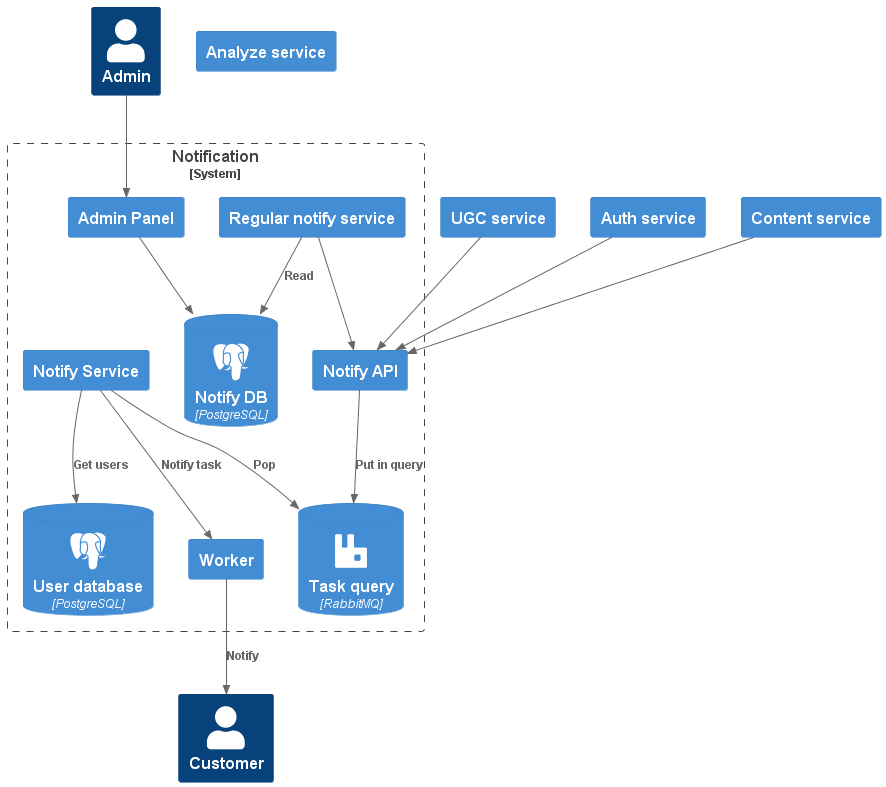 Admin
Analyze service
Notification
[System]
Admin Panel
Regular notify service
UGC service
Auth service
Content service
Read
Notify Service
Notify DB
[PostgreSQL]
Notify API
Get users
Notify task
Pop
Put in query
User database
[PostgreSQL]
Worker
Task query
[RabbitMQ]
Notify
Customer